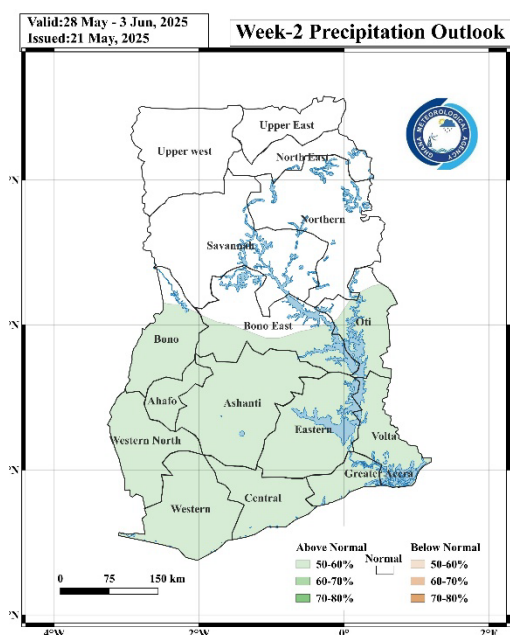 Valid:28 May - 3 Jun, 2025
Issued:21 May, 2025
Week-2 Precipitation Outlook
GHANA METEOROLOGICAL AGENCY
Upper East
Upper west
North East
Northern
Savannah
Bono East
Oti
Bono
Ahafo
Ashanti
Eastern
Western North
Volta
Greater Accra
Central
Western
Above Normal
Normal
Below Normal
50-60%
50-60%
60-70%
60-70%
70-80%
70-80%
0
75
150 km